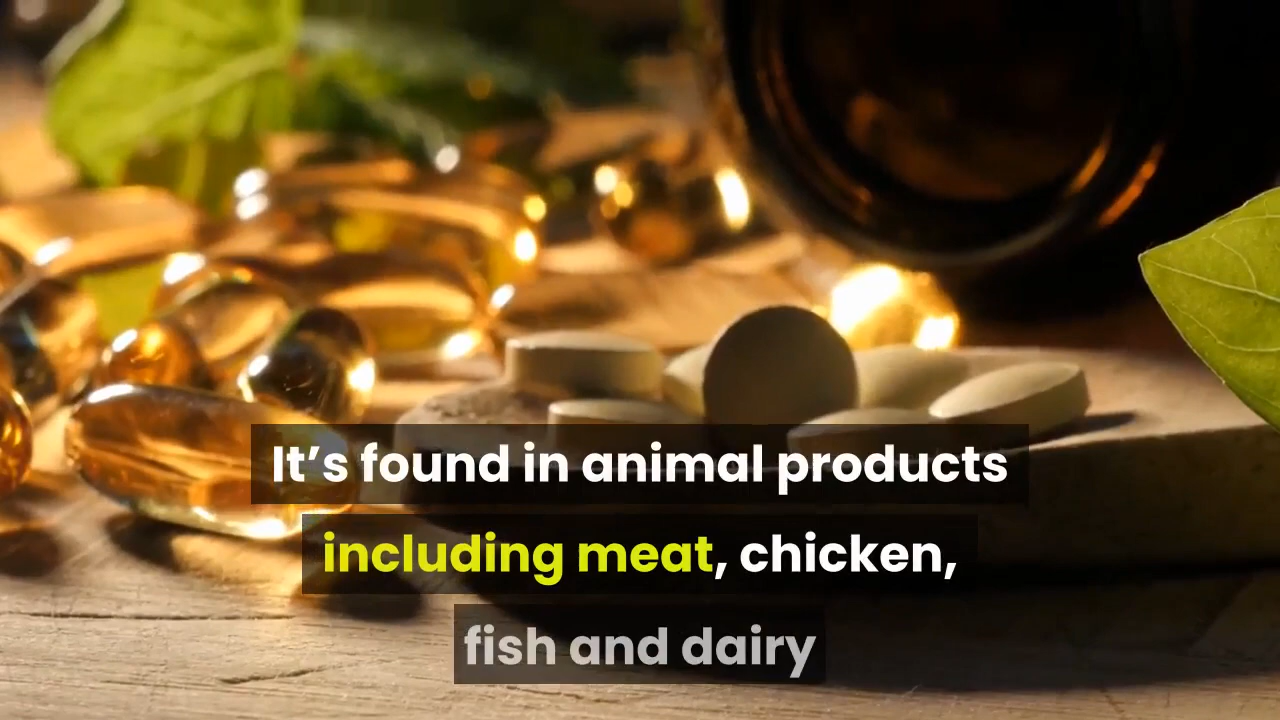 It’s found in animal products
including meat, chicken,
fish and dairy